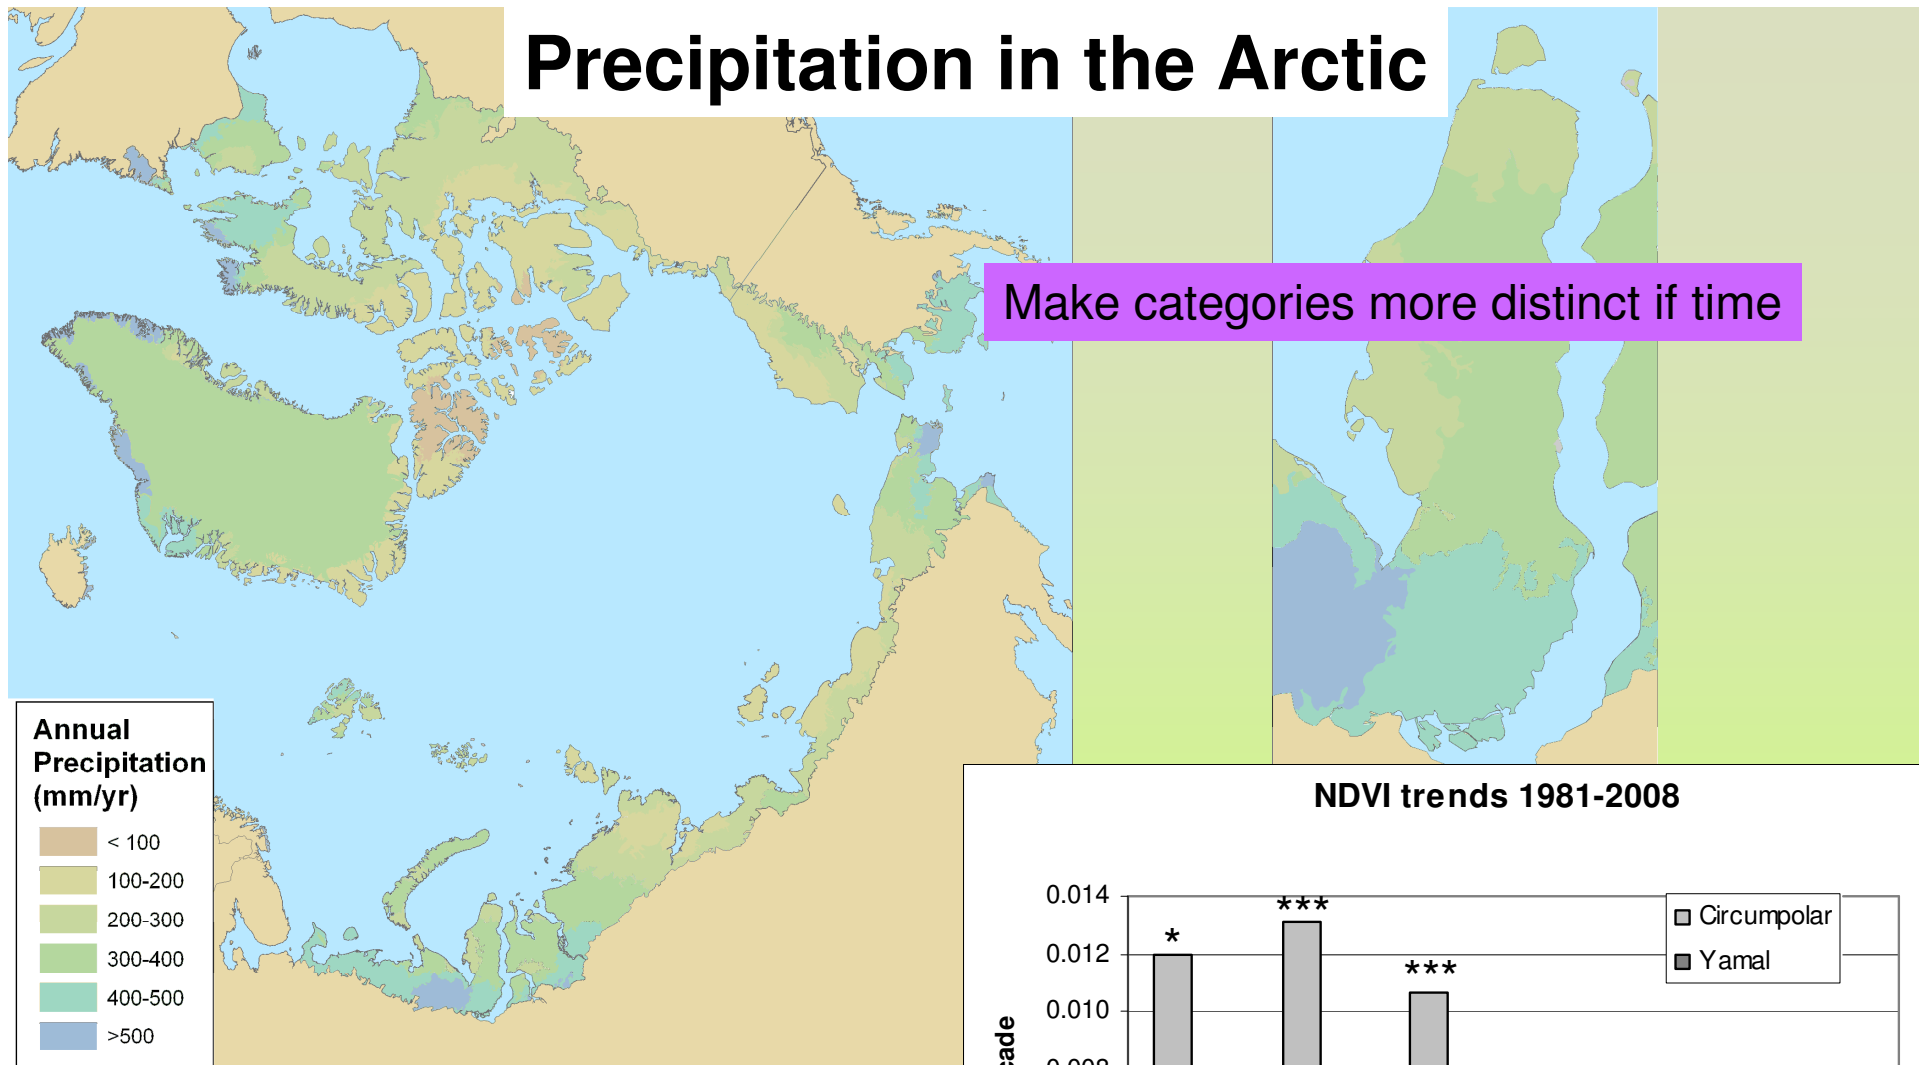 Precipitation in the Arctic
Make categories more distinct if time
Annual
Precipitation
(mm/yr)
< 100
100-200
200-300
300-400
400-500
>500
NDVI trends 1981-2008
0.014
0.012
0.010
***
*
***
Circumpolar
Yamal